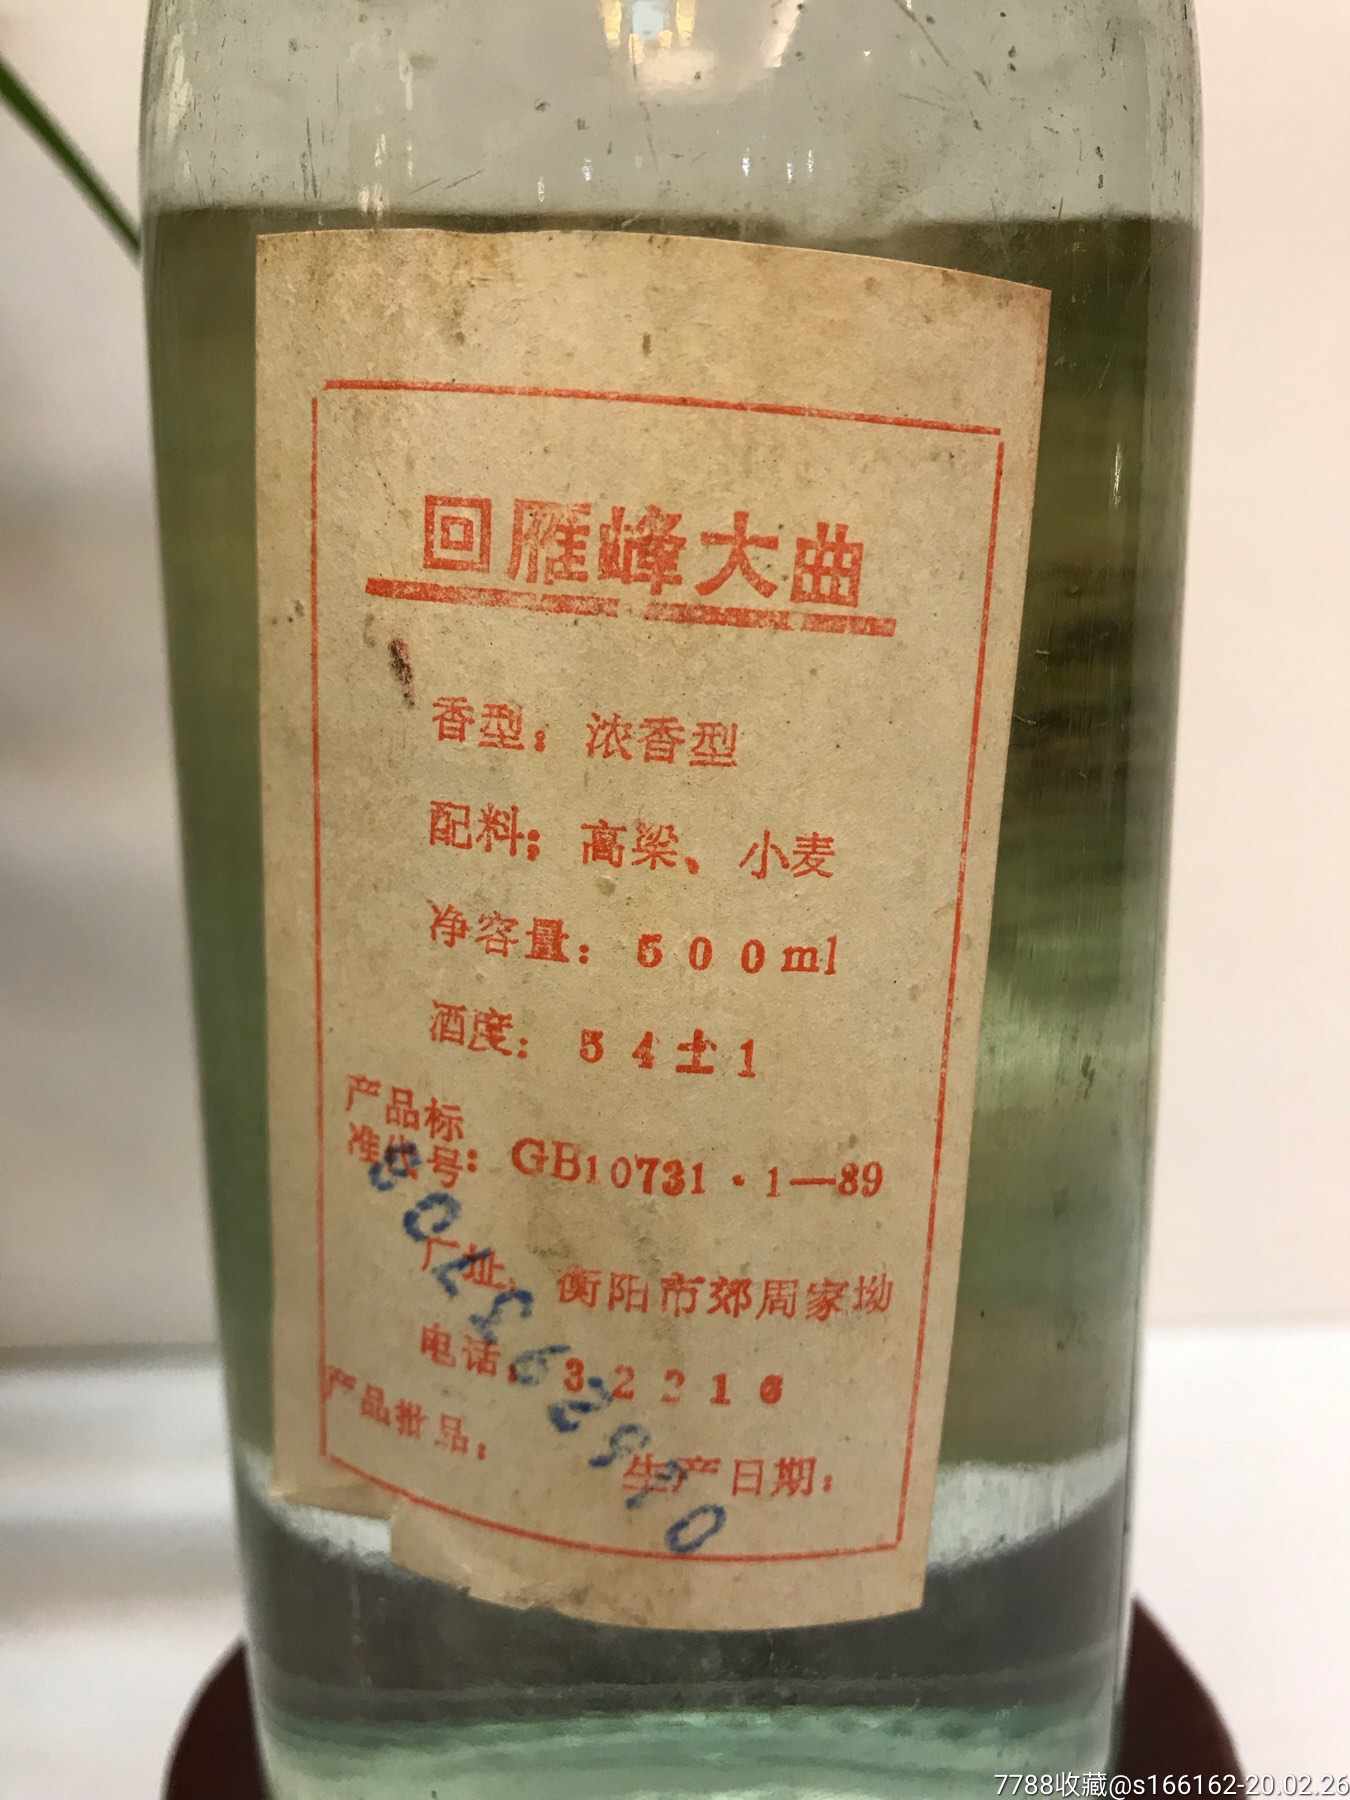 回雁峰大曲
香型：浓香型
配料：高梁、小麦
净容量：500ml
酒度：54±1
产品标
准代号：GB10731·1—89
厂址：衡阳市郊周家坳
电话：32216
产品批品：
生产日期：
7788收藏@s166162-20.02.26